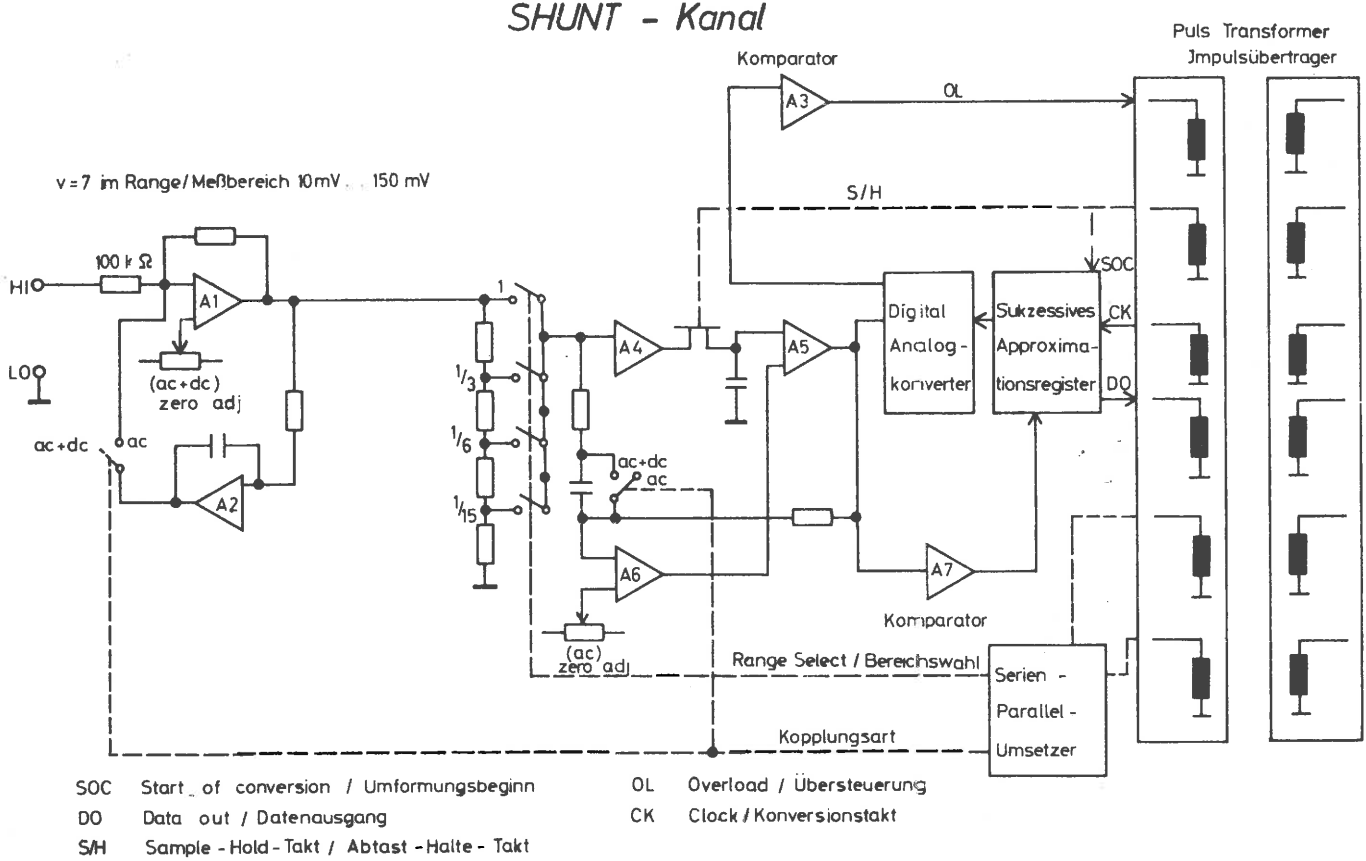 SHUNT - Kanal
Puls Transformer
Jmpulsübertrager
Komparator
A3
OL
v = 7 im Range/Meßbereich 10mV .. 150 mV
S/H
100 k Ω
HI
A1
1
SOC
Digital
Analog-
konverter
Sukzessives
Approxima-
tionsregister
CK
DO
A4
A5
LO
(ac+dc)
zero adj
1/3
ac+dc
ac
1/6
ac+dc
ac
A2
1/15
A6
A7
Komparator
(ac)
zero adj
Range Select / Bereichswahl
Serien -
Parallel -
Umsetzer
Kopplungsart
SOC Start of conversion / Umformungsbeginn
OL Overload / Übersteuerung
DO Data out / Datenausgang
CK Clock / Konversionstakt
S/H Sample - Hold - Takt / Abtast - Halte - Takt